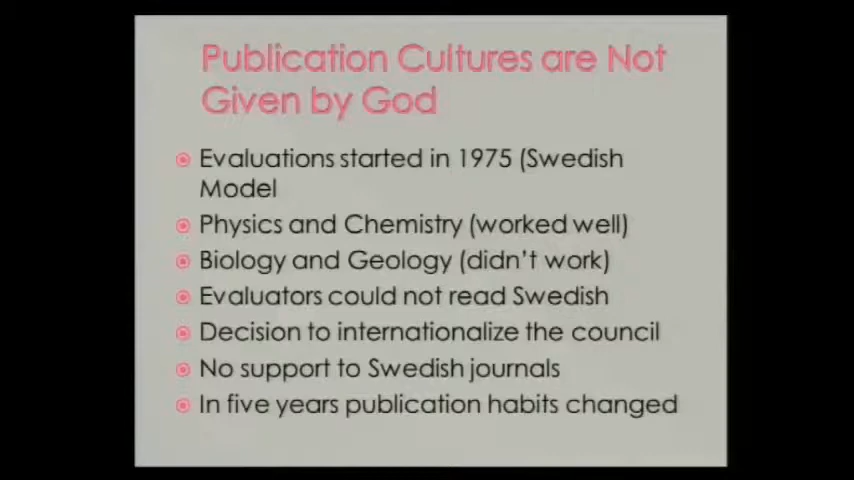 Publication Cultures are Not
Given by God
Evaluations started in 1975 (Swedish
Model
Physics and Chemistry (worked well)
Biology and Geology (didn't work)
Evaluators could not read Swedish
Decision to internationalize the council
No support to Swedish journals
In five years publication habits changed